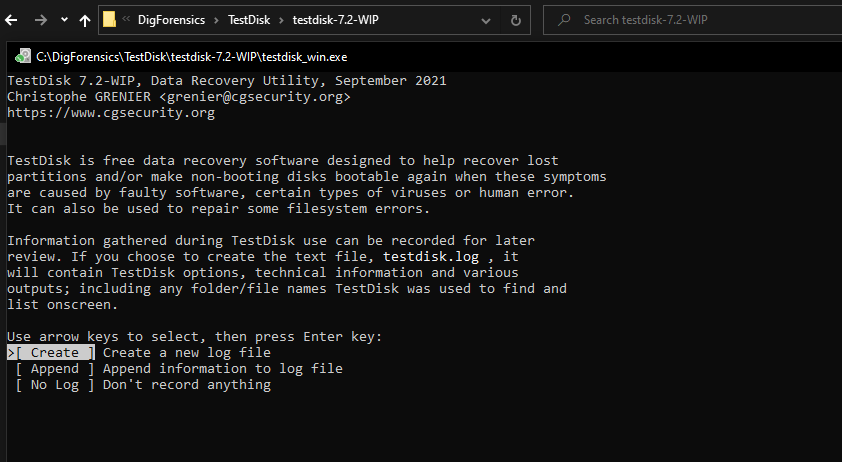 DigForensics TestDisk testdisk-7.2-WIP
Search testdisk-7.2-WIP
C:\DigForensics\TestDisk\testdisk-7.2-WIP\testdisk_win.exe
TestDisk 7.2-WIP, Data Recovery Utility, September 2021
Christophe GRENIER <grenier@cgsecurity.org>
https://www.cgsecurity.org
TestDisk is free data recovery software designed to help recover lost
partitions and/or make non-booting disks bootable again when these symptoms
are caused by faulty software, certain types of viruses or human error.
It can also be used to repair some filesystem errors.
Information gathered during TestDisk use can be recorded for later
review. If you choose to create the text file, testdisk.log , it
will contain TestDisk options, technical information and various
outputs; including any folder/file names TestDisk was used to find and
list onscreen.
Use arrow keys to select, then press Enter key:
>[ Create ] Create a new log file
[ Append ] Append information to log file
[ No Log ] Don't record anything